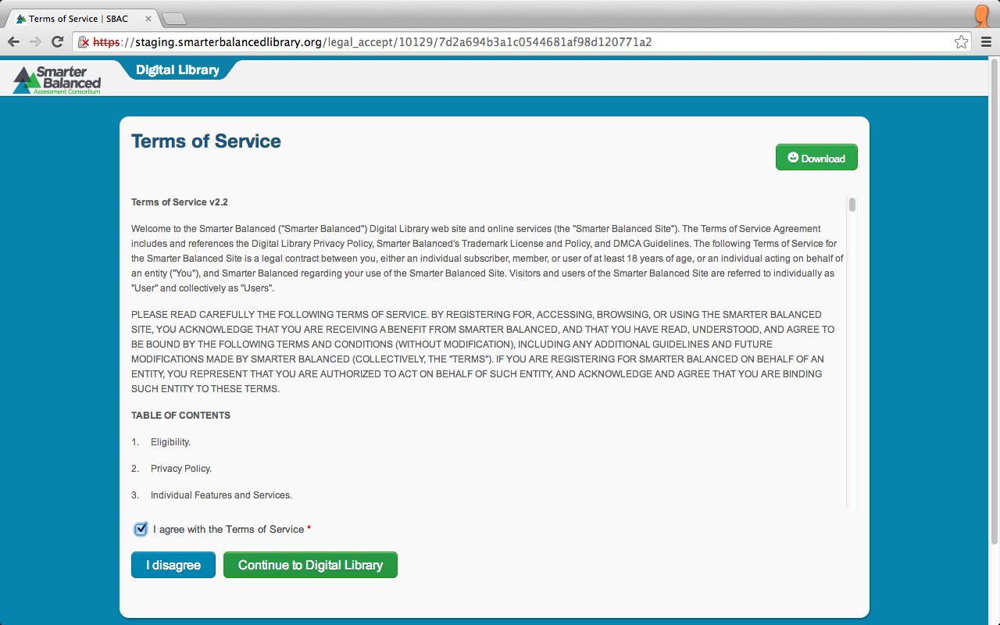 Terms of Service | SBAC
https://staging.smarterbalancedlibrary.org/legal_accept/10129/7d2a694b3a1c0544681af98d120771a2
Smarter
Balanced
Assessment Consortium
Digital Library
Terms of Service
Download
Terms of Service v2.2
Welcome to the Smarter Balanced ("Smarter Balanced") Digital Library web site and online services (the "Smarter Balanced Site"). The Terms of Service Agreement
includes and references the Digital Library Privacy Policy, Smarter Balanced's Trademark License and Policy, and DMCA Guidelines. The following Terms of Service for
the Smarter Balanced Site is a legal contract between you, either an individual subscriber, member, or user of at least 18 years of age, or an individual acting on behalf of
an entity ("You"), and Smarter Balanced regarding your use of the Smarter Balanced Site. Visitors and users of the Smarter Balanced Site are referred to individually as
"User" and collectively as "Users".
PLEASE READ CAREFULLY THE FOLLOWING TERMS OF SERVICE. BY REGISTERING FOR, ACCESSING, BROWSING, OR USING THE SMARTER BALANCED
SITE, YOU ACKNOWLEDGE THAT YOU ARE RECEIVING A BENEFIT FROM SMARTER BALANCED, AND THAT YOU HAVE READ, UNDERSTOOD, AND AGREE TO
BE BOUND BY THE FOLLOWING TERMS AND CONDITIONS (WITHOUT MODIFICATION), INCLUDING ANY ADDITIONAL GUIDELINES AND FUTURE
MODIFICATIONS MADE BY SMARTER BALANCED (COLLECTIVELY, THE "TERMS"). IF YOU ARE REGISTERING FOR SMARTER BALANCED ON BEHALF OF AN
ENTITY, YOU REPRESENT THAT YOU ARE AUTHORIZED TO ACT ON BEHALF OF SUCH ENTITY, AND ACKNOWLEDGE AND AGREE THAT YOU ARE BINDING
SUCH ENTITY TO THESE TERMS.
TABLE OF CONTENTS
1. Eligibility.
2. Privacy Policy.
3. Individual Features and Services.
I agree with the Terms of Service *
I disagree
Continue to Digital Library